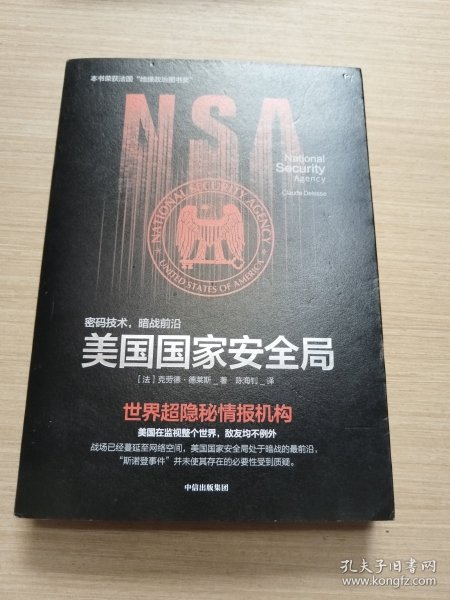 本书荣获法国“地缘政治图书奖”
NSA
National
Security
Agency
Claude Delesse
NATIONAL SECURITY AGENCY
UNITED STATES OF AMERICA
密码技术，暗战前沿
美国国家安全局
［法］克劳德·德莱斯_著 陈海钊_译
世界超隐秘情报机构
美国在监视整个世界，敌友均不例外
战场已经蔓延至网络空间，美国国家安全局处于暗战的最前沿，
“斯诺登事件”并未使其存在的必要性受到质疑。
中信出版集团
孔夫子旧书网
www.kongfz.com